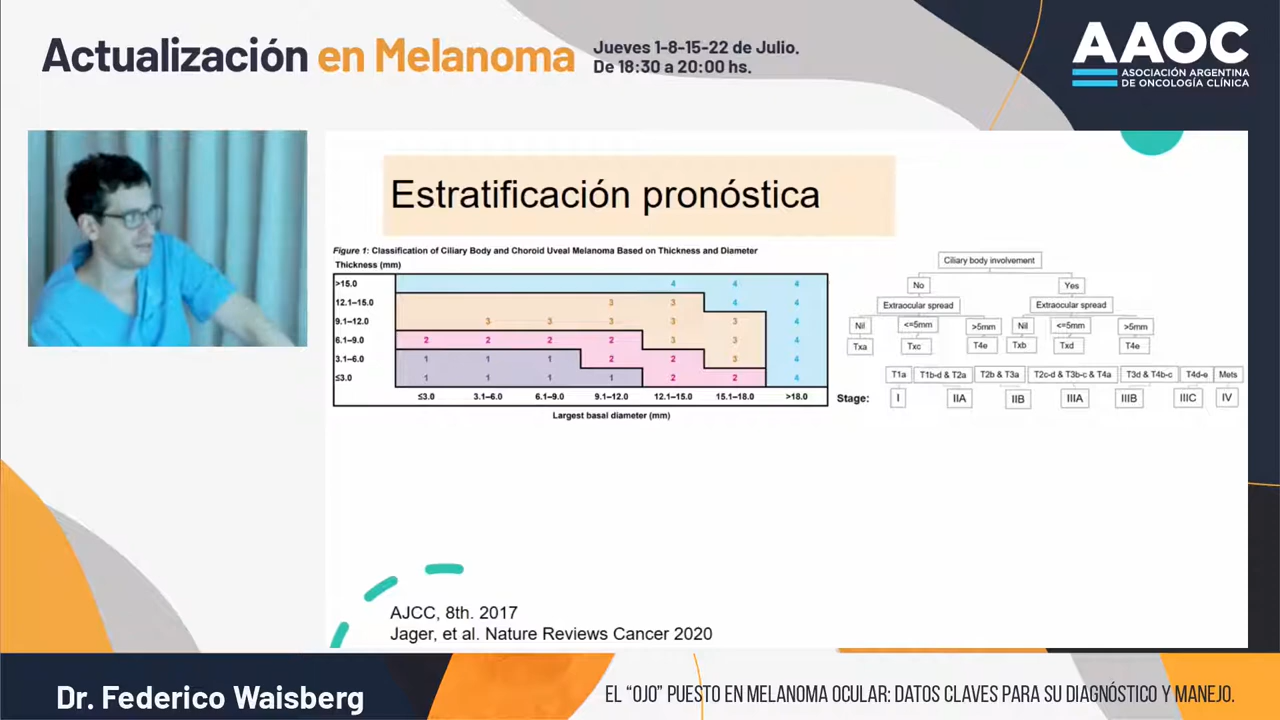 Actualización en Melanoma
Jueves 1-8-15-22 de Julio.
De 18:30 a 20:00 hs.
AAOC
ASOCIACIÓN ARGENTINA
DE ONCOLOGÍA CLÍNICA
Estratificación pronóstica
Figure 1: Classification of Ciliary Body and Choroid Uveal Melanoma Based on Thickness and Diameter
Thickness (mm)
>15.0 4 4 4
12.1–15.0 3 3 4 4
9.1–12.0 3 3 3 3 3 4
6.1–9.0 2 2 2 2 3 3 4
3.1–6.0 1 1 1 2 2 3 4
≤3.0 1 1 1 1 2 2 4
≤3.0 3.1–6.0 6.1–9.0 9.1–12.0 12.1–15.0 15.1–18.0 >18.0
Largest basal diameter (mm)
Ciliary body involvement
No Yes
Extraocular spread Extraocular spread
Nil <=5mm >5mm Nil <=5mm >5mm
Txa Txc T4e Txb Txd T4e
T1a T1b-d & T2a T2b & T3a T2c-d & T3b-c & T4a T3d & T4b-c T4d-e Mets
Stage: I IIA IIB IIIA IIIB IIIC IV
AJCC, 8th. 2017
Jager, et al. Nature Reviews Cancer 2020
Dr. Federico Waisberg
EL “OJO” PUESTO EN MELANOMA OCULAR: DATOS CLAVES PARA SU DIAGNÓSTICO Y MANEJO.